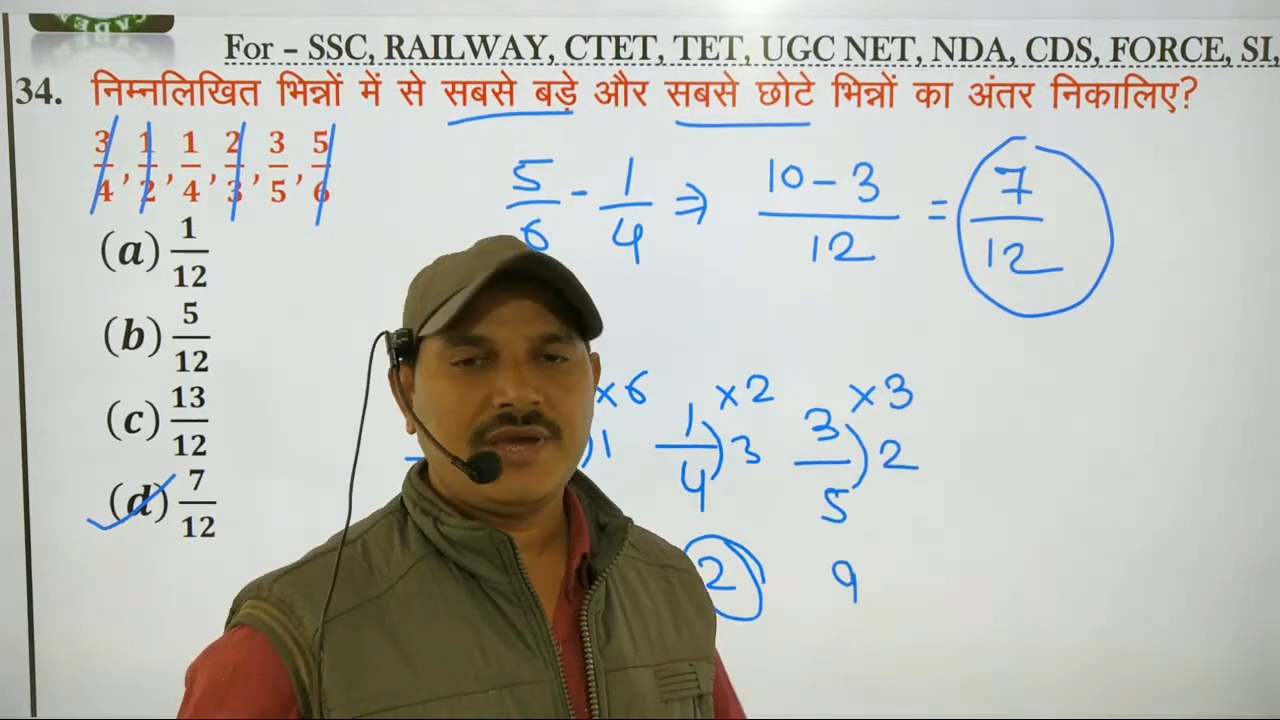 For – SSC, RAILWAY, CTET, TET, UGC NET, NDA, CDS, FORCE, SI,
34. निम्नलिखित भिन्नों में से सबसे बड़े और सबसे छोटे भिन्नों का अंतर निकालिए?
3/4, 1/2, 1/4, 2/3, 3/5, 5/6
5/6 - 1/4 ⇒ (10 - 3)/12 = 7/12
(a) 1/12
(b) 5/12
(c) 13/12
(d) 7/12
×6 ×2 ×3
)1 1/4 )3 3/5 )2
2 9